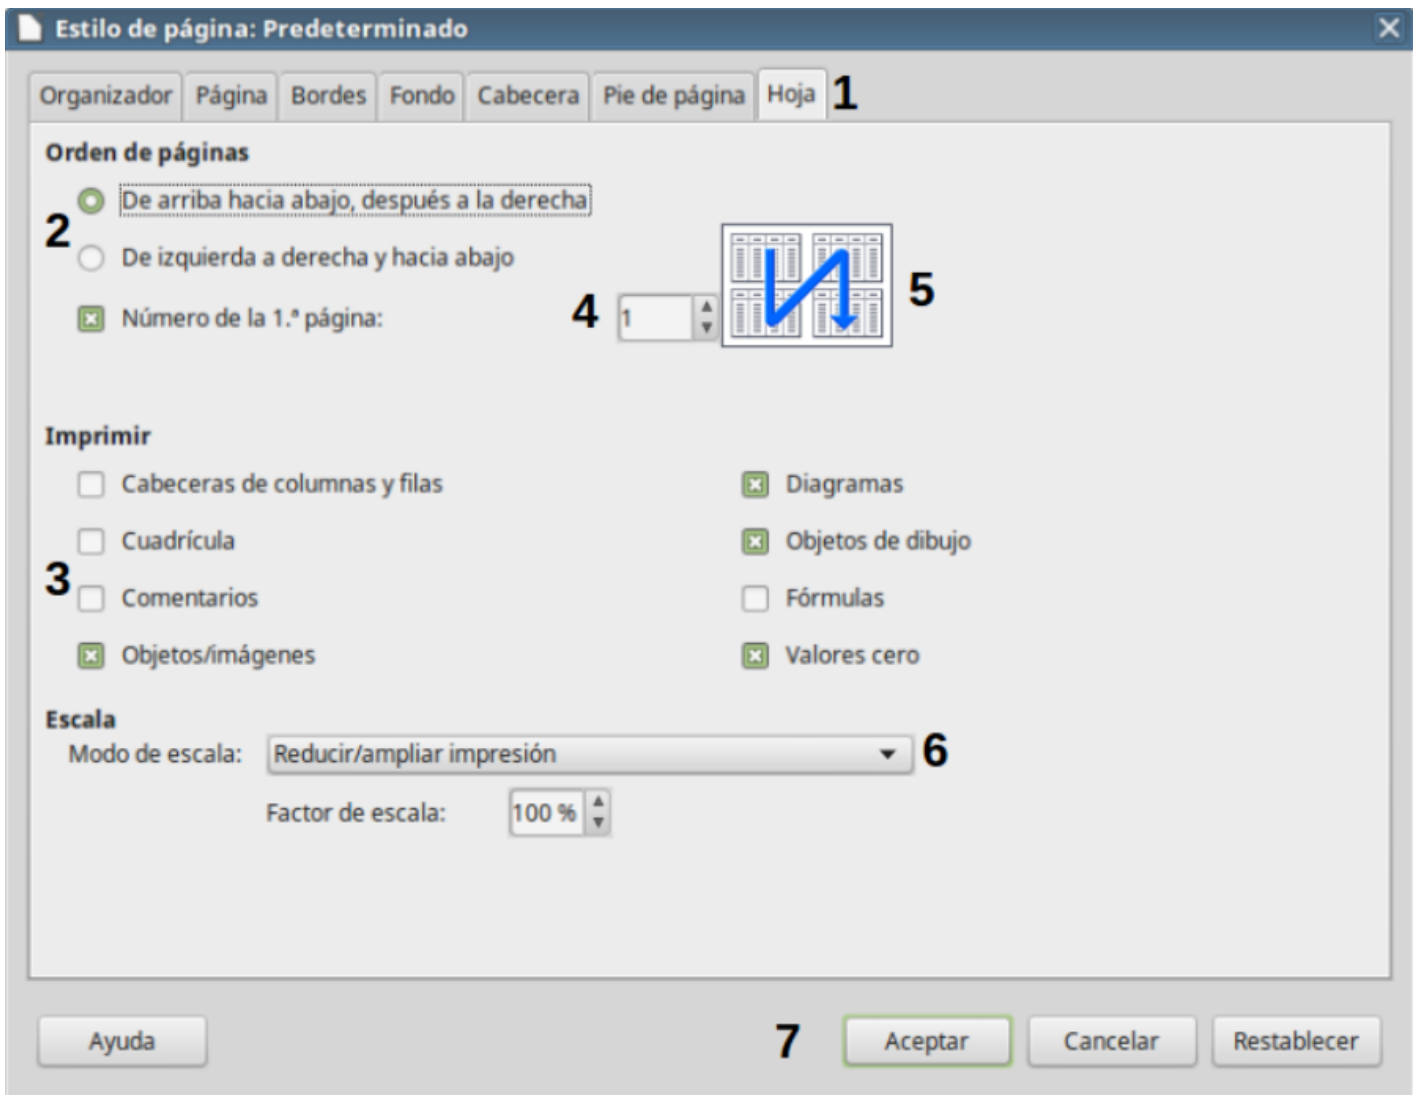 Estilo de página: Predeterminado
Organizador Página Bordes Fondo Cabecera Pie de página Hoja 1
Orden de páginas
De arriba hacia abajo, después a la derecha
2
De izquierda a derecha y hacia abajo
5
Número de la 1.ª página: 4 1
Imprimir
Cabeceras de columnas y filas Diagramas
Cuadrícula Objetos de dibujo
3
Comentarios Fórmulas
Objetos/imágenes Valores cero
Escala
Modo de escala: Reducir/ampliar impresión 6
Factor de escala: 100 %
Ayuda 7 Aceptar Cancelar Restablecer